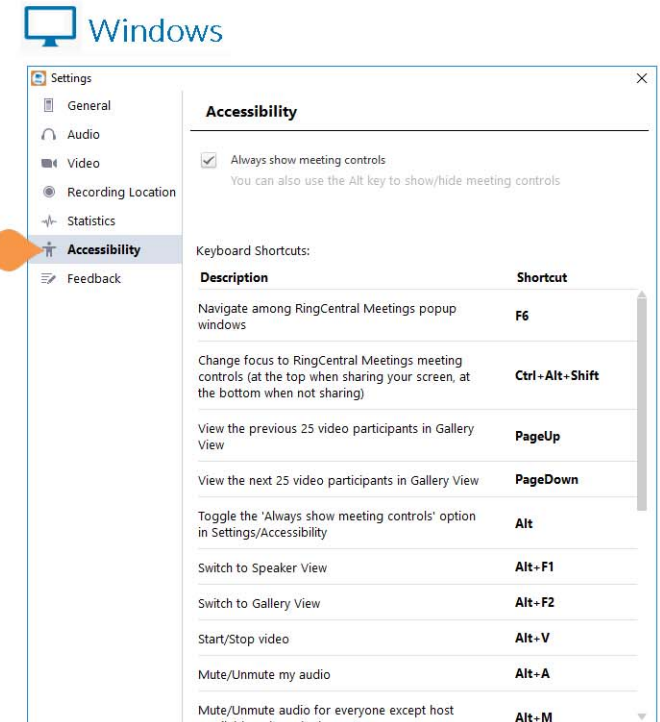 Windows
Settings
General
Audio
Video
Recording Location
Statistics
Accessibility
Feedback
Accessibility
Always show meeting controls
You can also use the Alt key to show/hide meeting controls
Keyboard Shortcuts:
Description Shortcut
Navigate among RingCentral Meetings popup
windows
F6
Change focus to RingCentral Meetings meeting
controls (at the top when sharing your screen, at
the bottom when not sharing)
Ctrl+Alt+Shift
View the previous 25 video participants in Gallery
View
PageUp
View the next 25 video participants in Gallery View PageDown
Toggle the 'Always show meeting controls' option
in Settings/Accessibility
Alt
Switch to Speaker View Alt+F1
Switch to Gallery View Alt+F2
Start/Stop video Alt+V
Mute/Unmute my audio Alt+A
Mute/Unmute audio for everyone except host
Alt+M